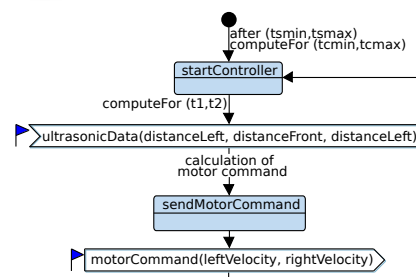 after (tsmin,tsmax)
computeFor (tcmin,tcmax)
startController
computeFor (t1,t2)
ultrasonicData(distanceLeft, distanceFront, distanceLeft)
calculation of
motor command
sendMotorCommand
motorCommand(leftVelocity, rightVelocity)